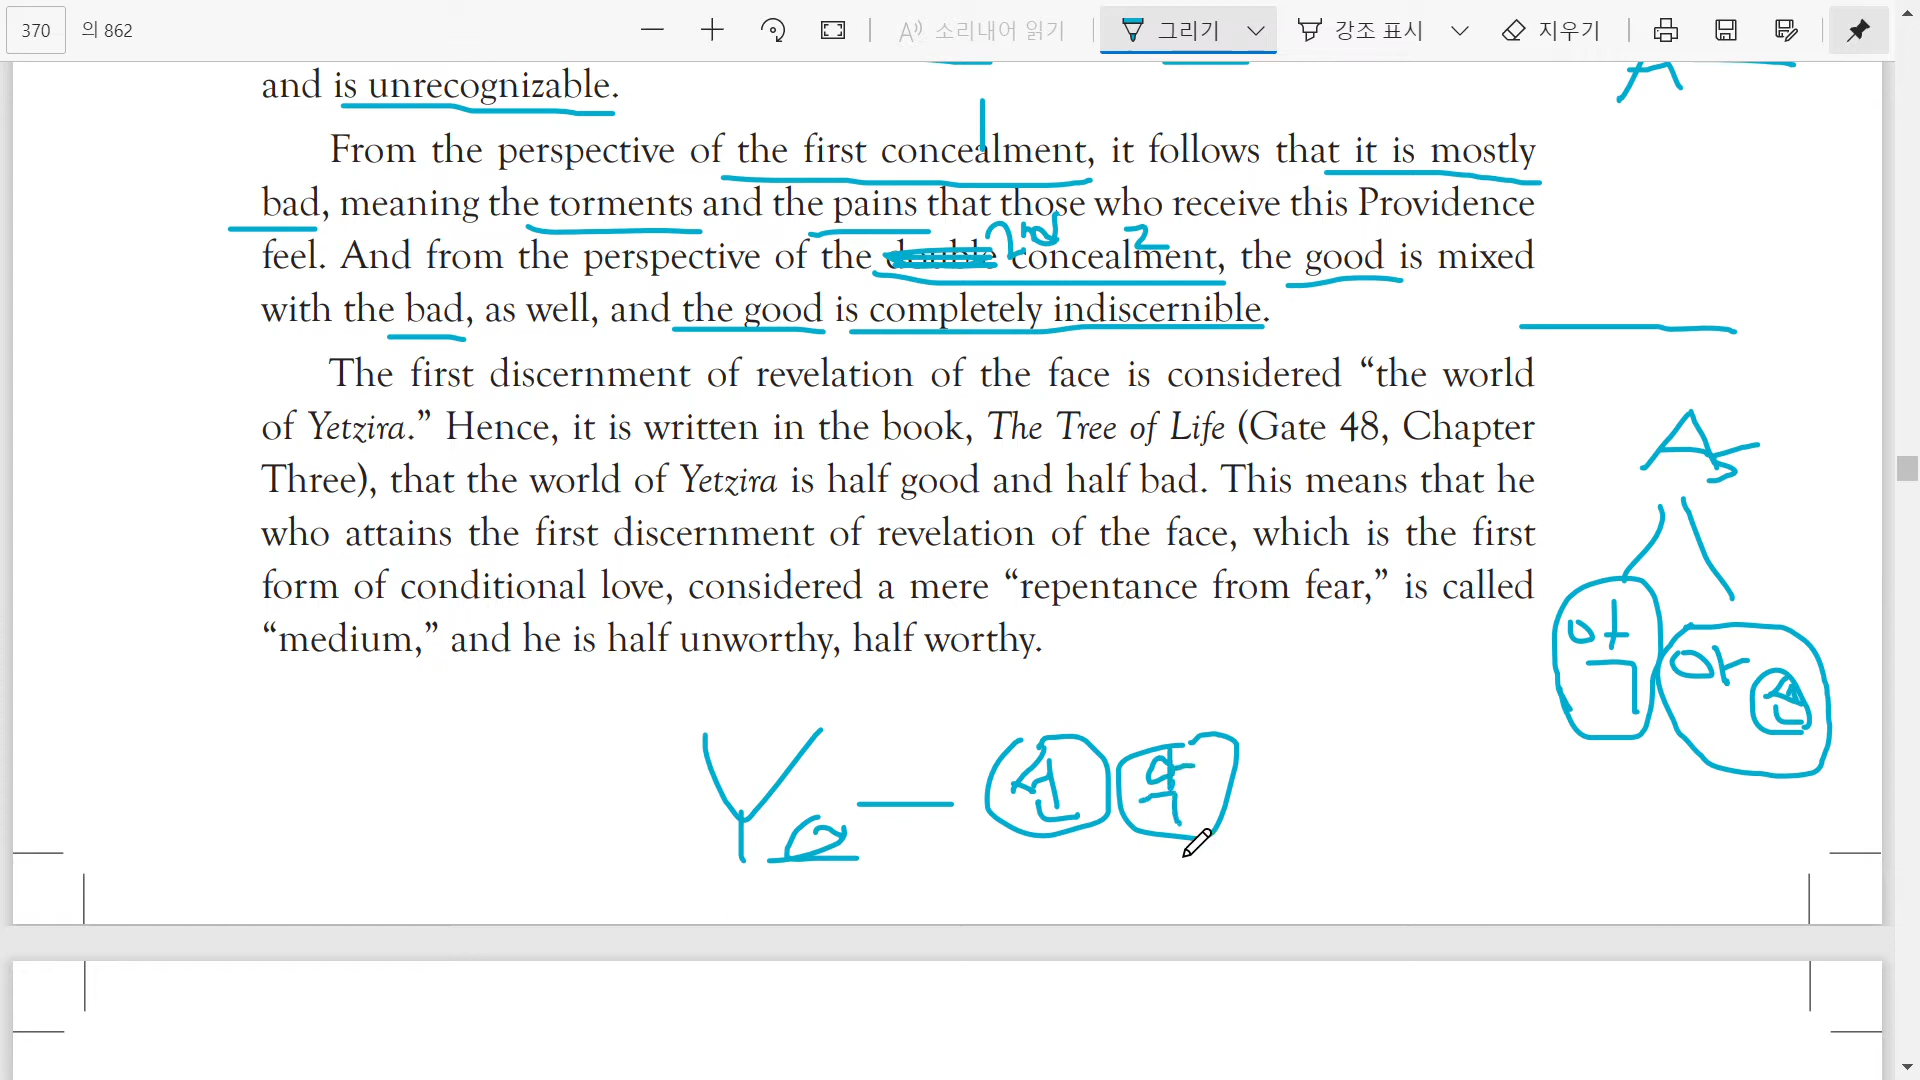 370 의 862 소리내어 읽기 그리기 강조 표시 지우기
and is unrecognizable.
A
1
From the perspective of the first concealment, it follows that it is mostly
bad, meaning the torments and the pains that those who receive this Providence
2nd 2
feel. And from the perspective of the double concealment, the good is mixed
with the bad, as well, and the good is completely indiscernible.
The first discernment of revelation of the face is considered “the world
of Yetzira.” Hence, it is written in the book, The Tree of Life (Gate 48, Chapter
Three), that the world of Yetzira is half good and half bad. This means that he
who attains the first discernment of revelation of the face, which is the first
form of conditional love, considered a mere “repentance from fear,” is called
“medium,” and he is half unworthy, half worthy.
악
악
Y 선 악